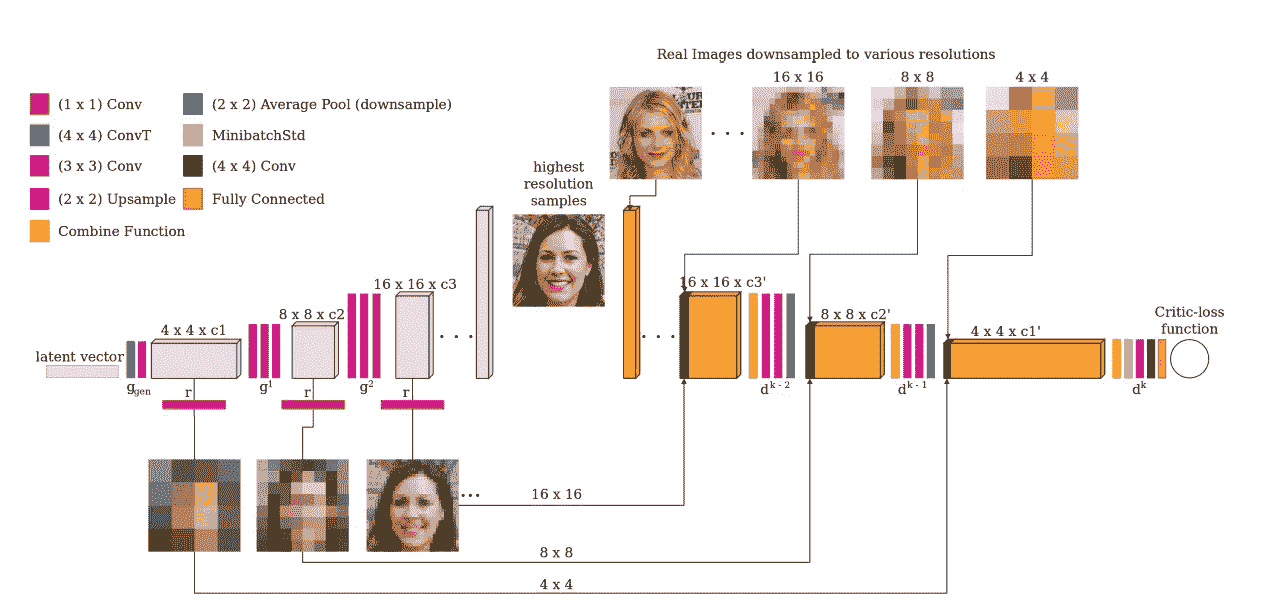 Real Images downsampled to various resolutions
16 x 16
8 x 8
4 x 4
(1 x 1) Conv
(2 x 2) Average Pool (downsample)
(4 x 4) ConvT
MinibatchStd
(3 x 3) Conv
(4 x 4) Conv
(2 x 2) Upsample
Fully Connected
Combine Function
highest
resolution
samples
16 x 16 x c3
16 x 16 x c3'
8 x 8 x c2
8 x 8 x c2'
4 x 4 x c1
4 x 4 x c1'
Critic-loss
function
latent vector
g gen
g1
g2
d k - 2
d k - 1
d k
r
r
r
...
16 x 16
8 x 8
4 x 4